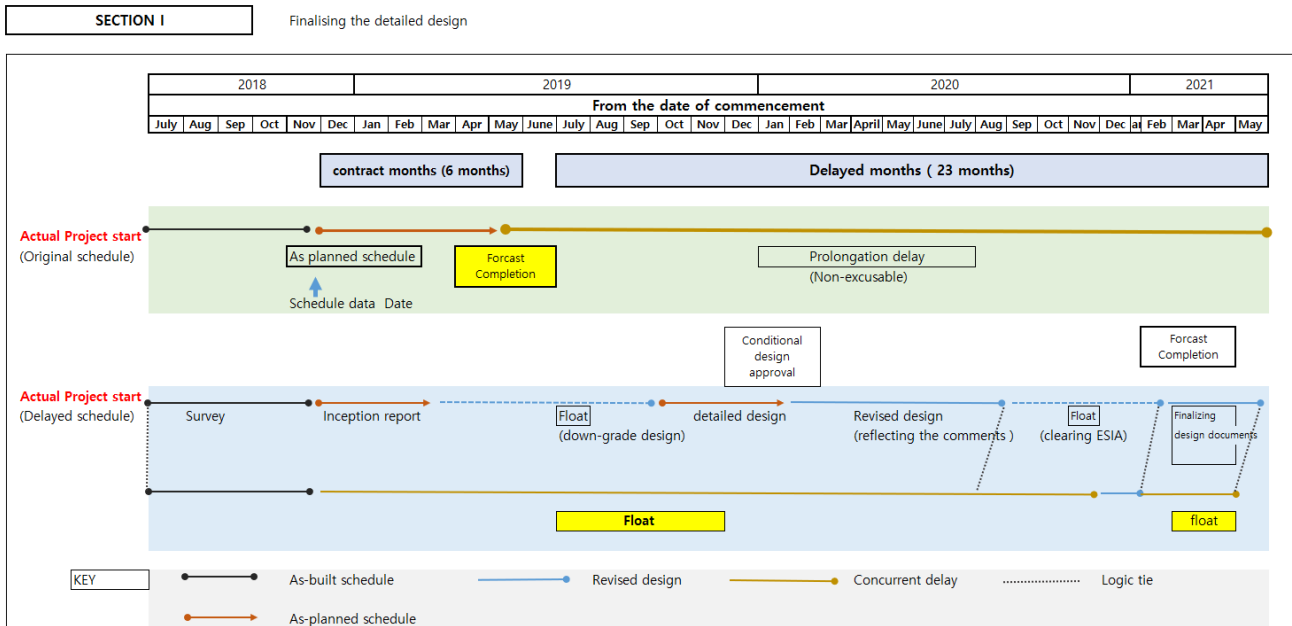 SECTION I
Finalising the detailed design
2018 2019 2020 2021
From the date of commencement
July Aug Sep Oct Nov Dec Jan Feb Mar Apr May June July Aug Sep Oct Nov Dec Jan Feb Mar April May June July Aug Sep Oct Nov Dec Feb Mar Apr May
contract months (6 months)
Delayed months ( 23 months)
Actual Project start
(Original schedule)
As planned schedule
Forcast
Completion
Prolongation delay
(Non-excusable)
Schedule data Date
Conditional
design
approval
Forcast
Completion
Actual Project start
(Delayed schedule)
Survey
Inception report
Float
(down-grade design)
detailed design
Revised design
(reflecting the comments )
Float
(clearing ESIA)
Finalizing
design documents
Float
float
KEY
As-built schedule
Revised design
Concurrent delay
Logic tie
As-planned schedule